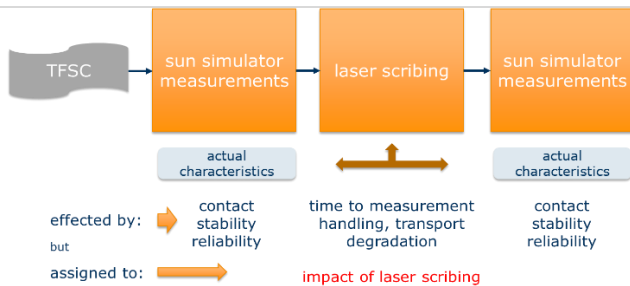 TFSC
sun simulator
measurements
laser scribing
sun simulator
measurements
actual
characteristics
actual
characteristics
effected by:
contact
stability
reliability
time to measurement
handling, transport
degradation
contact
stability
reliability
but
assigned to:
impact of laser scribing